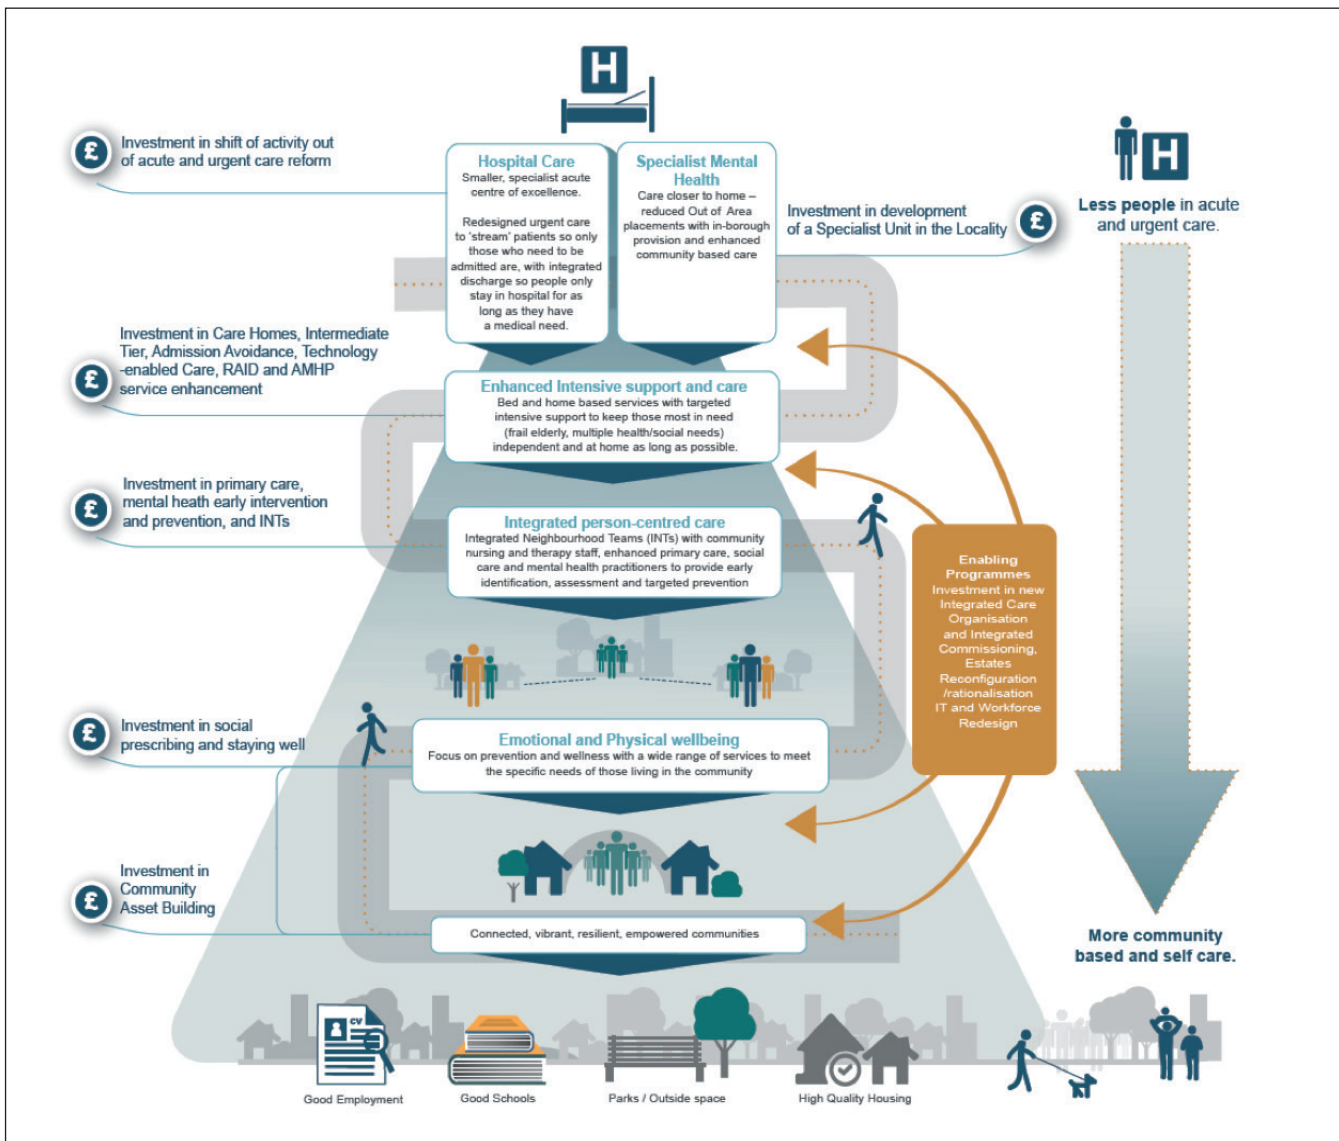 H
£
Investment in shift of activity out
of acute and urgent care reform
Hospital Care
Smaller, specialist acute
centre of excellence.
Redesigned urgent care
to 'stream' patients so only
those who need to be
admitted are, with integrated
discharge so people only
stay in hospital for as
long as they have
a medical need.
Specialist Mental
Health
Care closer to home –
reduced Out of Area
placements with in-borough
provision and enhanced
community based care
Investment in development
of a Specialist Unit in the Locality
£
H
Less people in acute
and urgent care.
£
Investment in Care Homes, Intermediate
Tier, Admission Avoidance, Technology
-enabled Care, RAID and AMHP
service enhancement
Enhanced Intensive support and care
Bed and home based services with targeted
intensive support to keep those most in need
(frail elderly, multiple health/social needs)
independent and at home as long as possible.
£
Investment in primary care,
mental heath early intervention
and prevention, and INTs
Integrated person-centred care
Integrated Neighbourhood Teams (INTs) with community
nursing and therapy staff, enhanced primary care, social
care and mental health practitioners to provide early
identification, assessment and targeted prevention
Enabling
Programmes
Investment in new
Integrated Care
Organisation
and Integrated
Commissioning,
Estates
Reconfiguration
/rationalisation
IT and Workforce
Redesign
£
Investment in social
prescribing and staying well
Emotional and Physical wellbeing
Focus on prevention and wellness with a wide range of services to meet
the specific needs of those living in the community
£
Investment in
Community
Asset Building
Connected, vibrant, resilient, empowered communities
More community
based and self care.
CV
Good Employment
Good Schools
Parks / Outside space
High Quality Housing